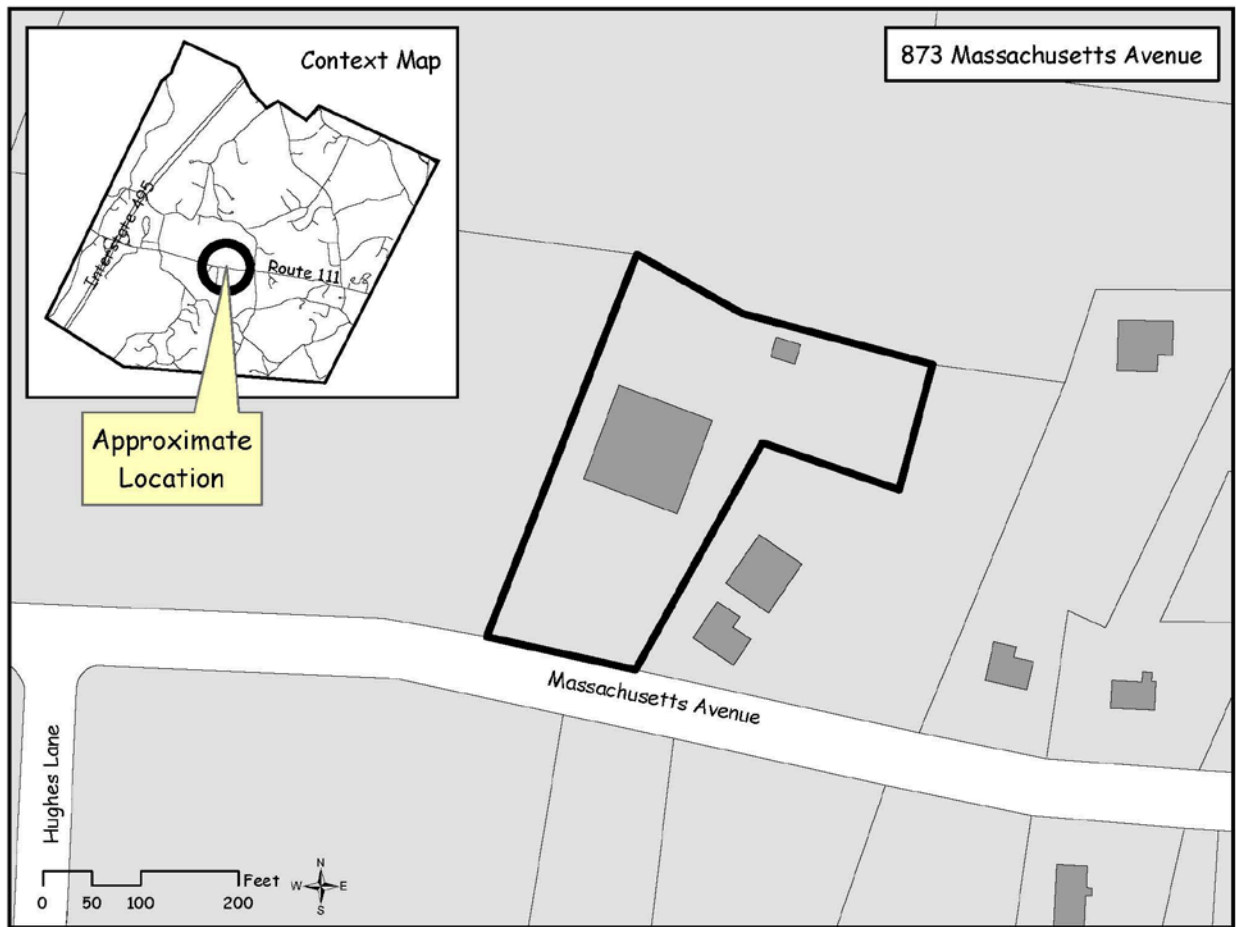 Context Map
873 Massachusetts Avenue
Interstate 495
Route 111
Approximate
Location
Massachusetts Avenue
Hughes Lane
Feet
0 50 100 200
N
W E
S